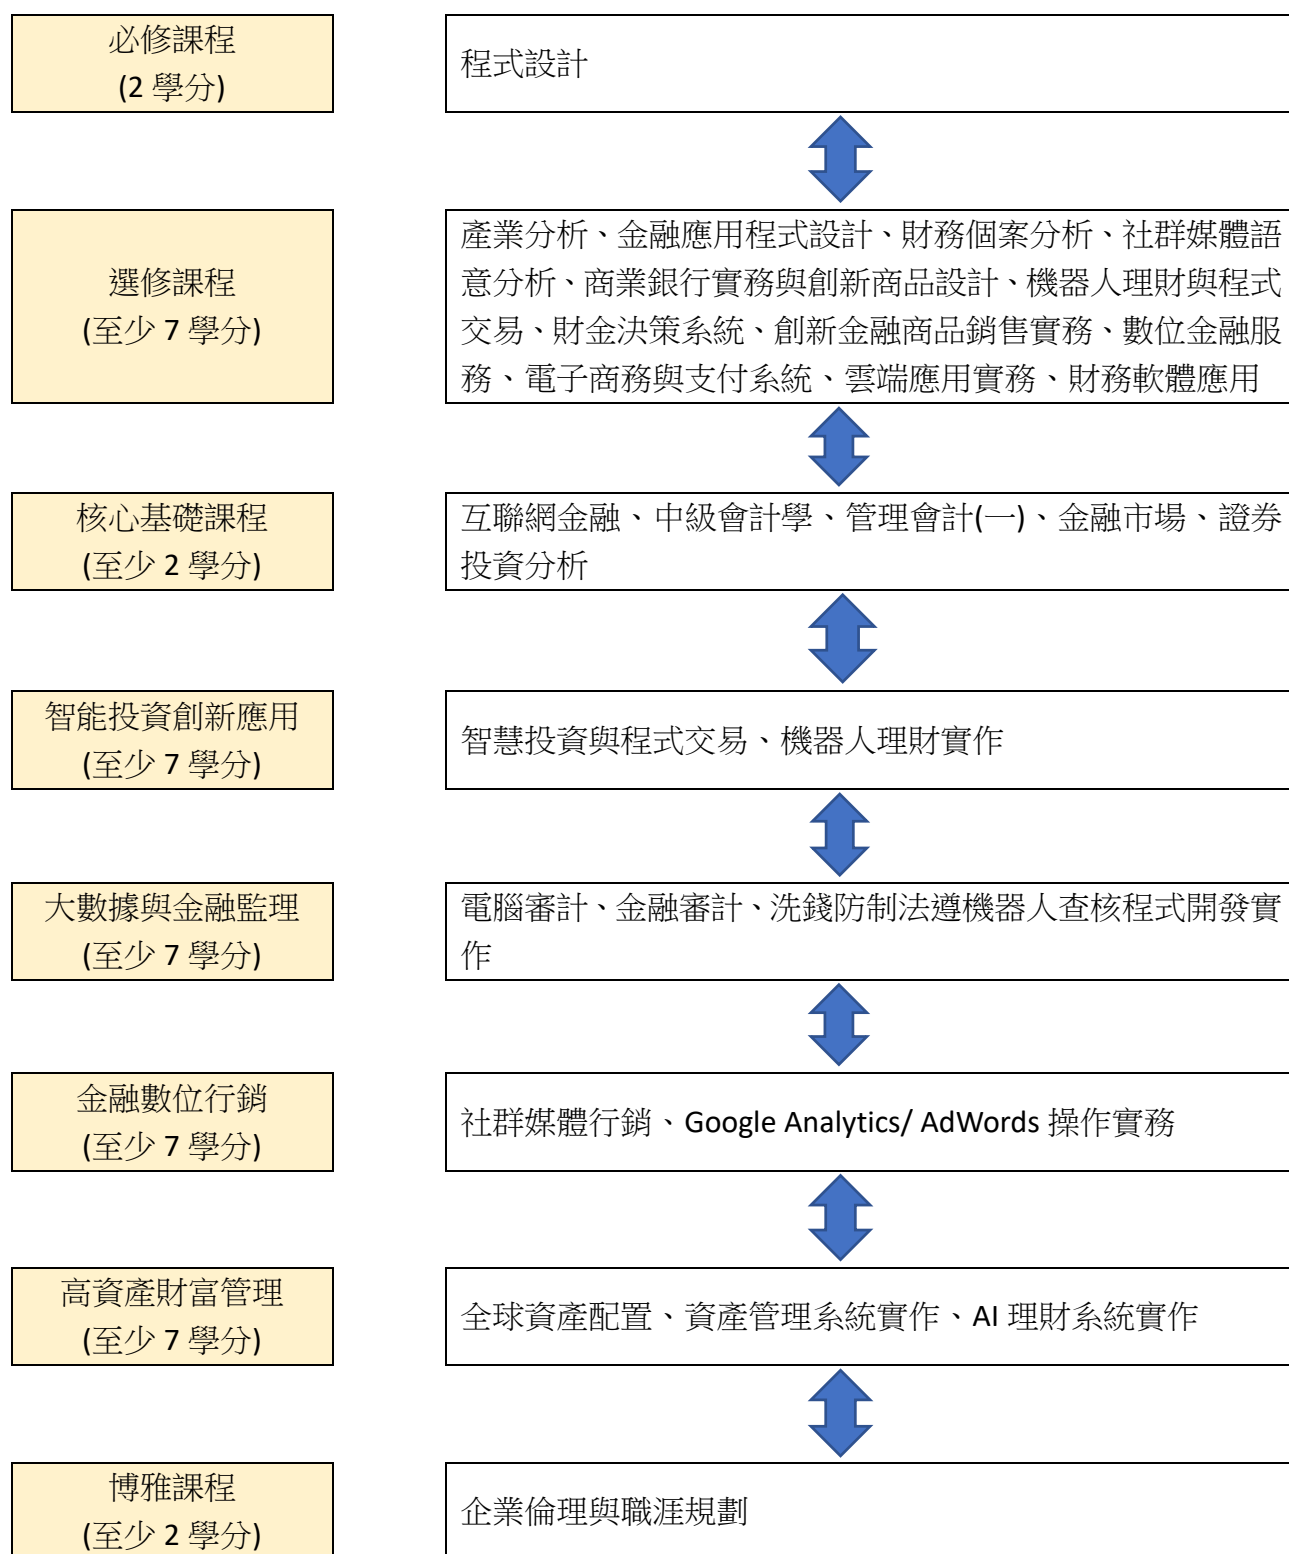 必修課程
(2 學分)
程式設計
選修課程
(至少 7 學分)
產業分析、金融應用程式設計、財務個案分析、社群媒體語
意分析、商業銀行實務與創新商品設計、機器人理財與程式
交易、財金決策系統、創新金融商品銷售實務、數位金融服
務、電子商務與支付系統、雲端應用實務、財務軟體應用
核心基礎課程
(至少 2 學分)
互聯網金融、中級會計學、管理會計(一)、金融市場、證券
投資分析
智能投資創新應用
(至少 7 學分)
智慧投資與程式交易、機器人理財實作
大數據與金融監理
(至少 7 學分)
電腦審計、金融審計、洗錢防制法遵機器人查核程式開發實
作
金融數位行銷
(至少 7 學分)
社群媒體行銷、Google Analytics/ AdWords 操作實務
高資產財富管理
(至少 7 學分)
全球資產配置、資產管理系統實作、AI 理財系統實作
博雅課程
(至少 2 學分)
企業倫理與職涯規劃